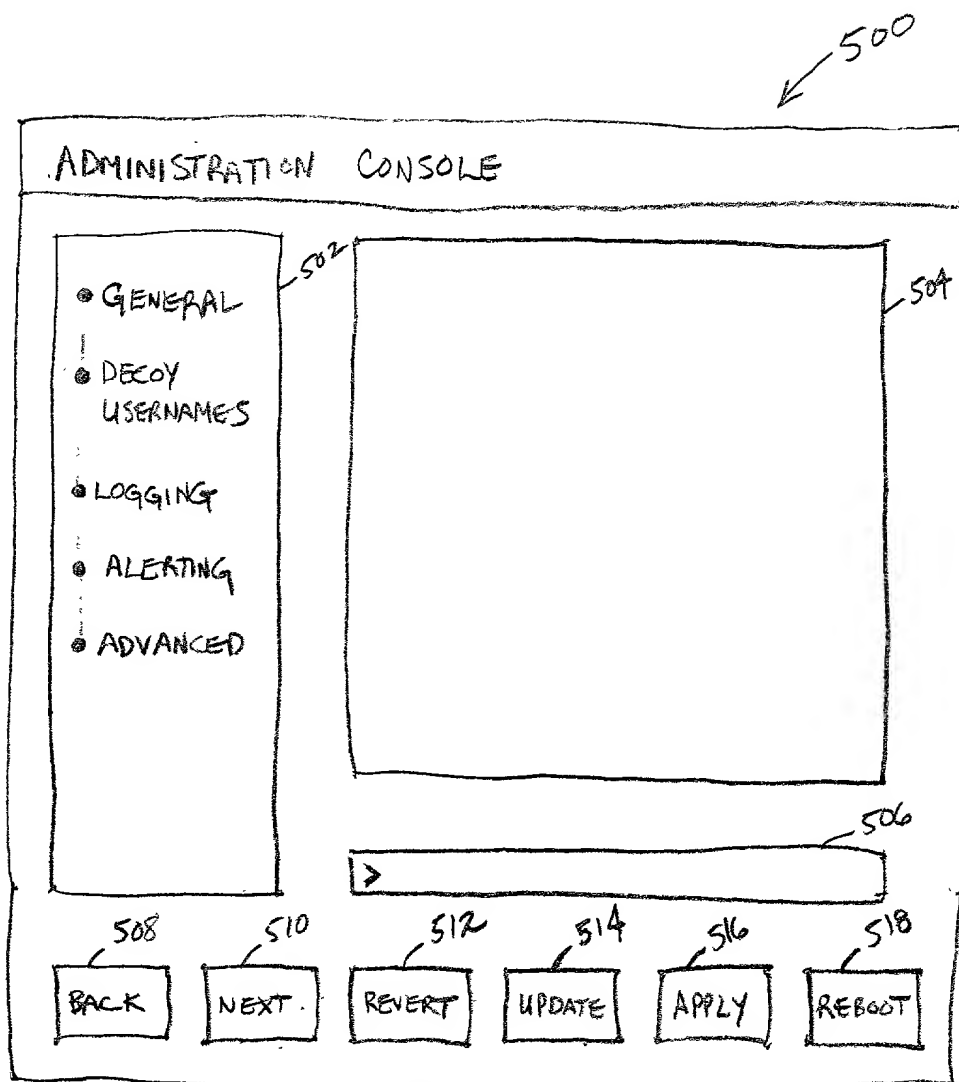 500
ADMINISTRATION CONSOLE
502
504
GENERAL
DECOY
USERNAMES
LOGGING
ALERTING
ADVANCED
506
>
508
510
512
514
516
518
BACK
NEXT.
REVERT
UPDATE
APPLY
REBOOT